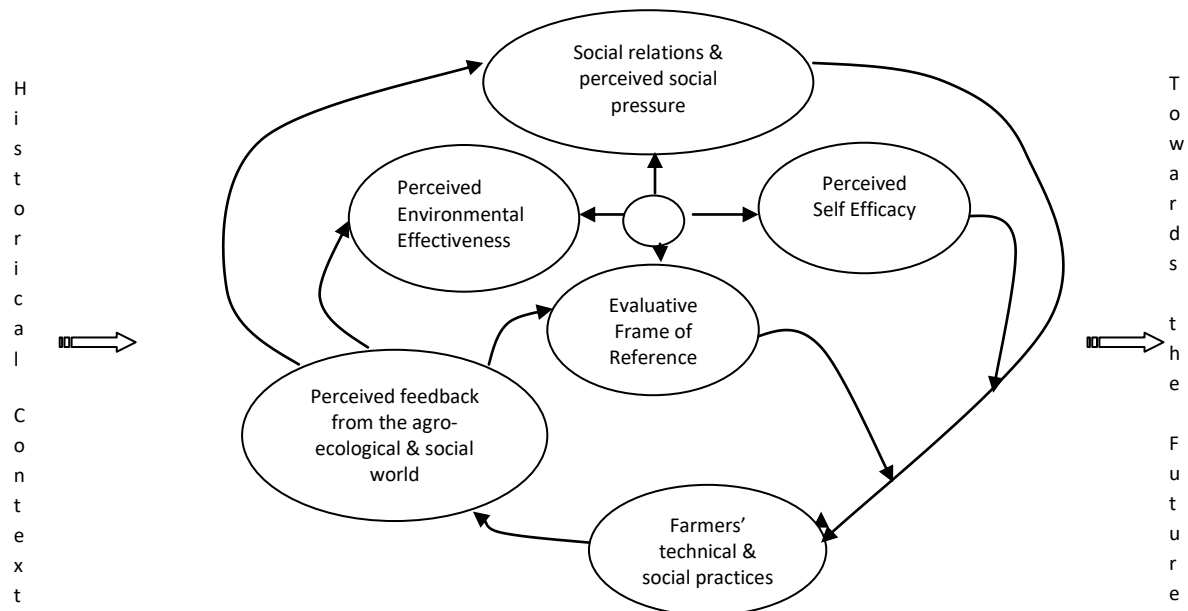 Historical Context
Social relations &
perceived social
pressure
Perceived
Environmental
Effectiveness
Perceived
Self Efficacy
Evaluative
Frame of
Reference
Perceived feedback
from the agro-
ecological & social
world
Farmers’
technical &
social practices
Towards the Future